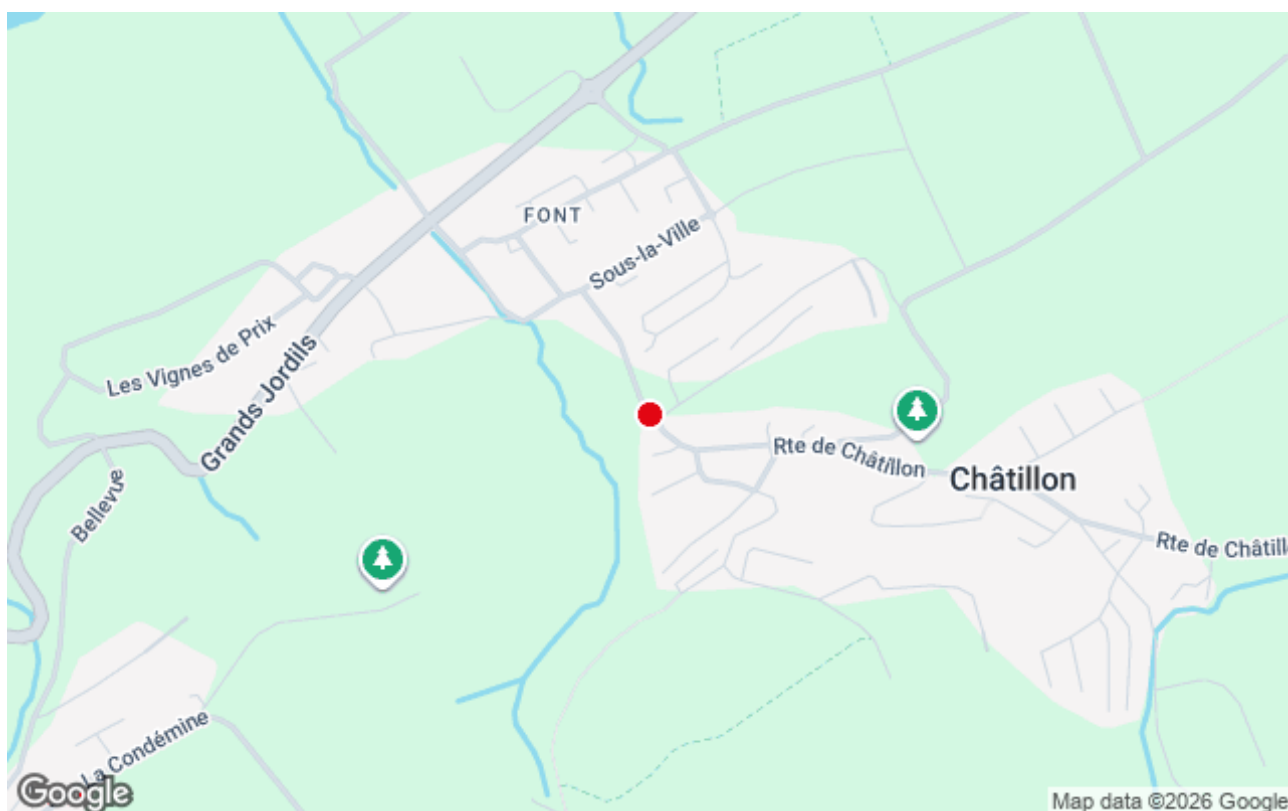 FONT
Sous-la-Ville
Les Vignes de Prix
Grands Jordils
Bellevue
Rte de Châtillon
Châtillon
Rte de Châtill
La Condémine
Google
Map data ©2026 Google